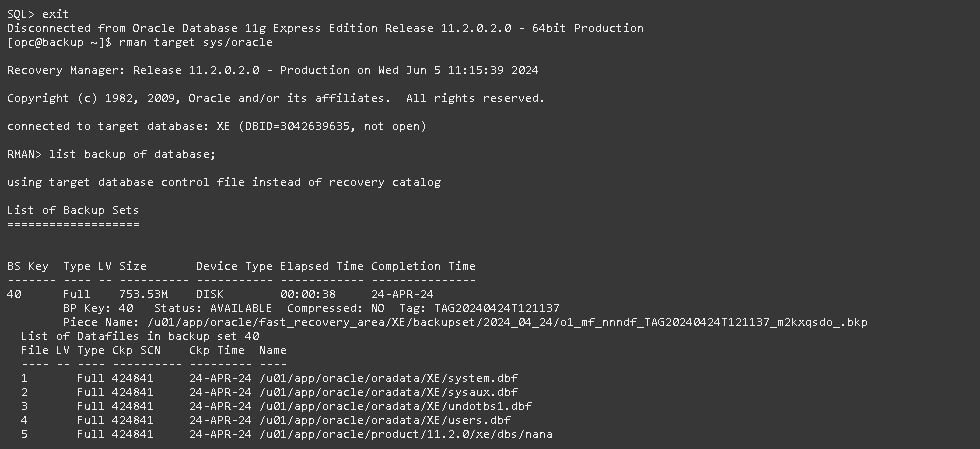 SQL> exit
Disconnected from Oracle Database 11g Express Edition Release 11.2.0.2.0 - 64bit Production
[opc@backup ~]$ rman target sys/oracle
Recovery Manager: Release 11.2.0.2.0 - Production on Wed Jun 5 11:15:39 2024
Copyright (c) 1982, 2009, Oracle and/or its affiliates.  All rights reserved.
connected to target database: XE (DBID=3042639635, not open)
RMAN> list backup of database;
using target database control file instead of recovery catalog
List of Backup Sets
===================
BS Key  Type LV Size       Device Type Elapsed Time Completion Time
------- ---- -- ---------- ----------- ------------ ---------------
40      Full    753.53M    DISK        00:00:38     24-APR-24
        BP Key: 40   Status: AVAILABLE  Compressed: NO  Tag: TAG20240424T121137
        Piece Name: /u01/app/oracle/fast_recovery_area/XE/backupset/2024_04_24/o1_mf_nnndf_TAG20240424T121137_m2kxqsdo_.bkp
  List of Datafiles in backup set 40
  File LV Type Ckp SCN    Ckp Time  Name
  ---- -- ---- ---------- --------- ----
  1       Full 424841     24-APR-24 /u01/app/oracle/oradata/XE/system.dbf
  2       Full 424841     24-APR-24 /u01/app/oracle/oradata/XE/sysaux.dbf
  3       Full 424841     24-APR-24 /u01/app/oracle/oradata/XE/undotbs1.dbf
  4       Full 424841     24-APR-24 /u01/app/oracle/oradata/XE/users.dbf
  5       Full 424841     24-APR-24 /u01/app/oracle/product/11.2.0/xe/dbs/nana